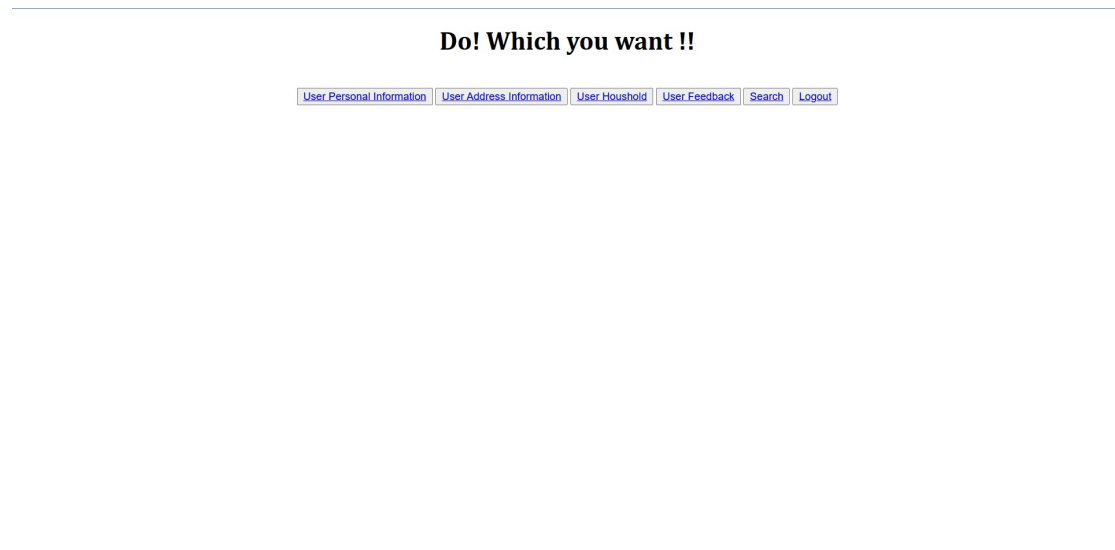 Do! Which you want !!
User Personal Information User Address Information User Houshold User Feedback Search Logout